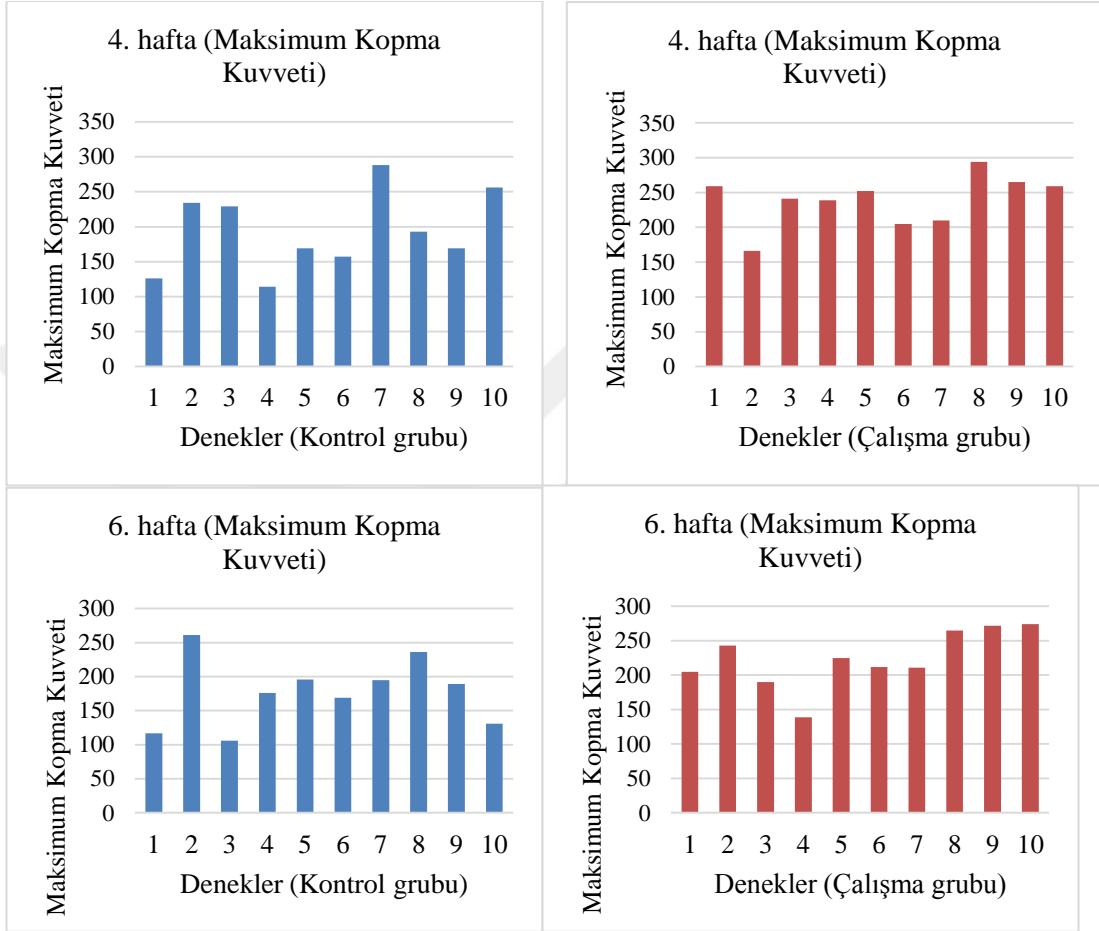 4. hafta (Maksimum Kopma
Kuvveti)
Maksimum Kopma Kuvveti
350
300
250
200
150
100
50
0
1 2 3 4 5 6 7 8 9 10
Denekler (Kontrol grubu)
4. hafta (Maksimum Kopma
Kuvveti)
Maksimum Kopma Kuvveti
350
300
250
200
150
100
50
0
1 2 3 4 5 6 7 8 9 10
Denekler (Çalışma grubu)
6. hafta (Maksimum Kopma
Kuvveti)
Maksimum Kopma Kuvveti
300
250
200
150
100
50
0
1 2 3 4 5 6 7 8 9 10
Denekler (Kontrol grubu)
6. hafta (Maksimum Kopma
Kuvveti)
Maksimum Kopma Kuvveti
300
250
200
150
100
50
0
1 2 3 4 5 6 7 8 9 10
Denekler (Çalışma grubu)